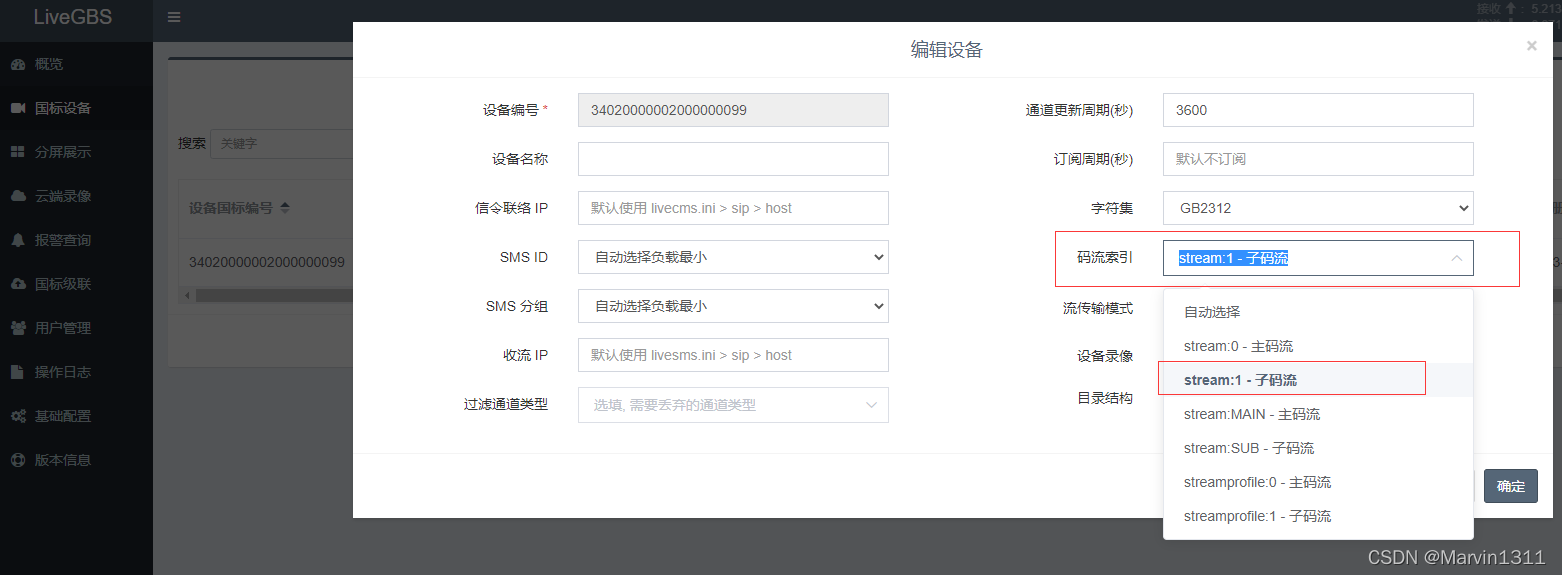 LiveGBS
接收 : 5.213
概览
国标设备
分屏展示
云端录像
报警查询
国标级联
用户管理
操作日志
基础配置
版本信息
搜索 关键字
设备国标编号
34020000002000000099
编辑设备 ×
设备编号 * 34020000002000000099
设备名称
信令联络 IP 默认使用 livecms.ini > sip > host
SMS ID 自动选择负载最小
SMS 分组 自动选择负载最小
收流 IP 默认使用 livesms.ini > sip > host
过滤通道类型 选填, 需要丢弃的通道类型
通道更新周期(秒) 3600
订阅周期(秒) 默认不订阅
字符集 GB2312
码流索引 stream:1 - 子码流
流传输模式
设备录像
目录结构
自动选择
stream:0 - 主码流
stream:1 - 子码流
stream:MAIN - 主码流
stream:SUB - 子码流
streamprofile:0 - 主码流
streamprofile:1 - 子码流
确定
CSDN @Marvin1311